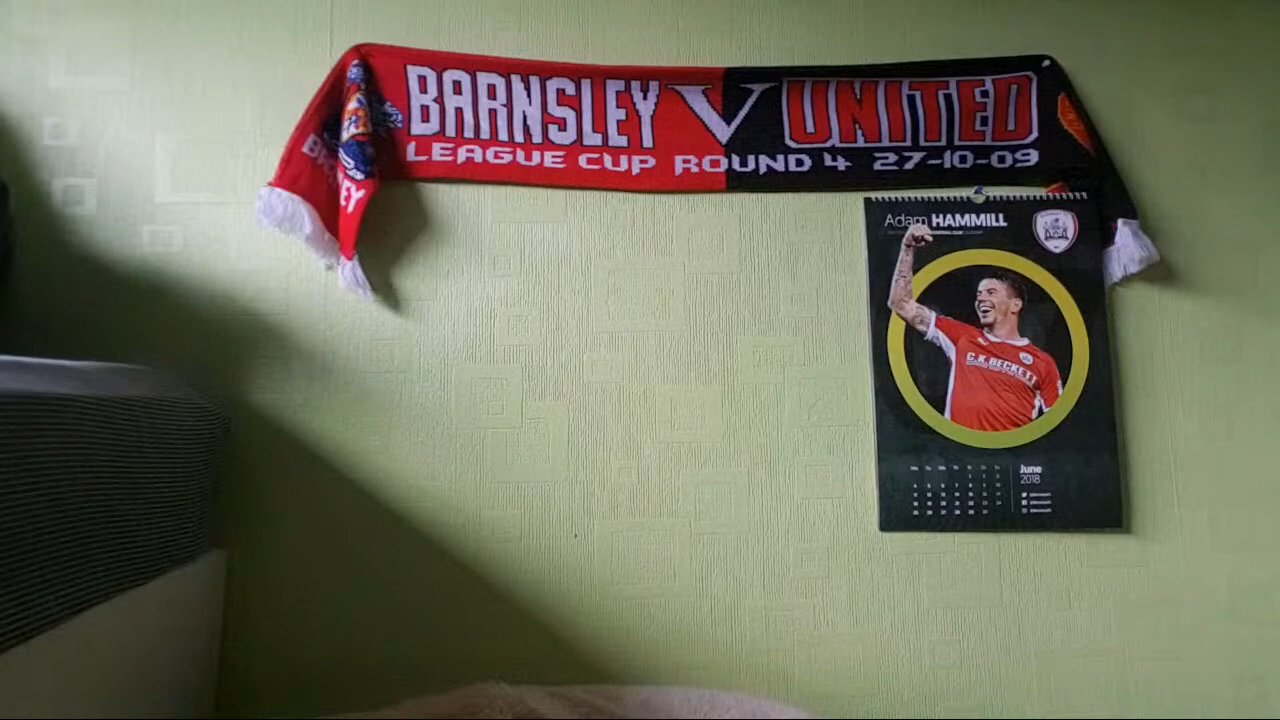 BARNSLEY V UNITED
LEAGUE CUP ROUND 4 27-10-09
Adam HAMMILL
C.K. BECKETT
June
2018